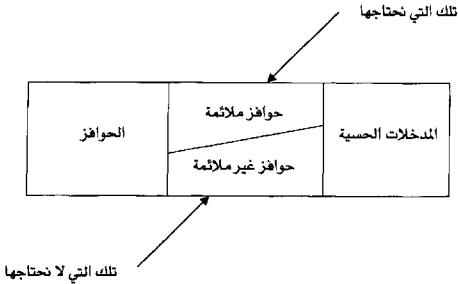 تلك التي نحتاجها
المدخلات الحسية
حوافز ملائمة
حوافز غير ملائمة
الحوافز
تلك التي لا نحتاجها